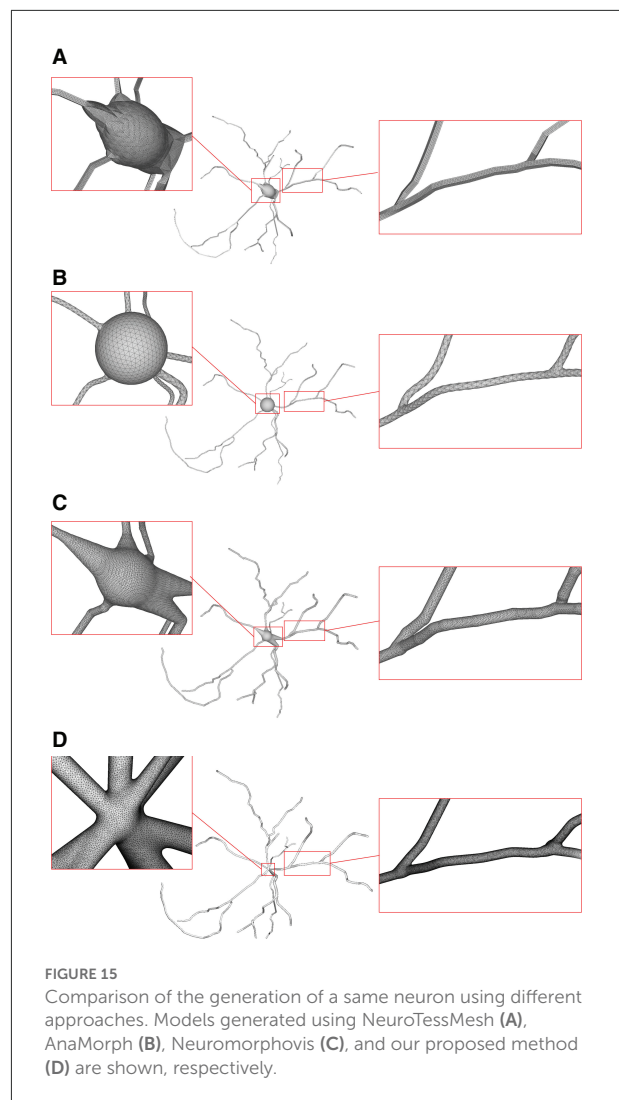 A
B
C
D
FIGURE 15
Comparison of the generation of a same neuron using different
approaches. Models generated using NeuroTessMesh (A),
AnaMorph (B), Neuromorphovis (C), and our proposed method
(D) are shown, respectively.